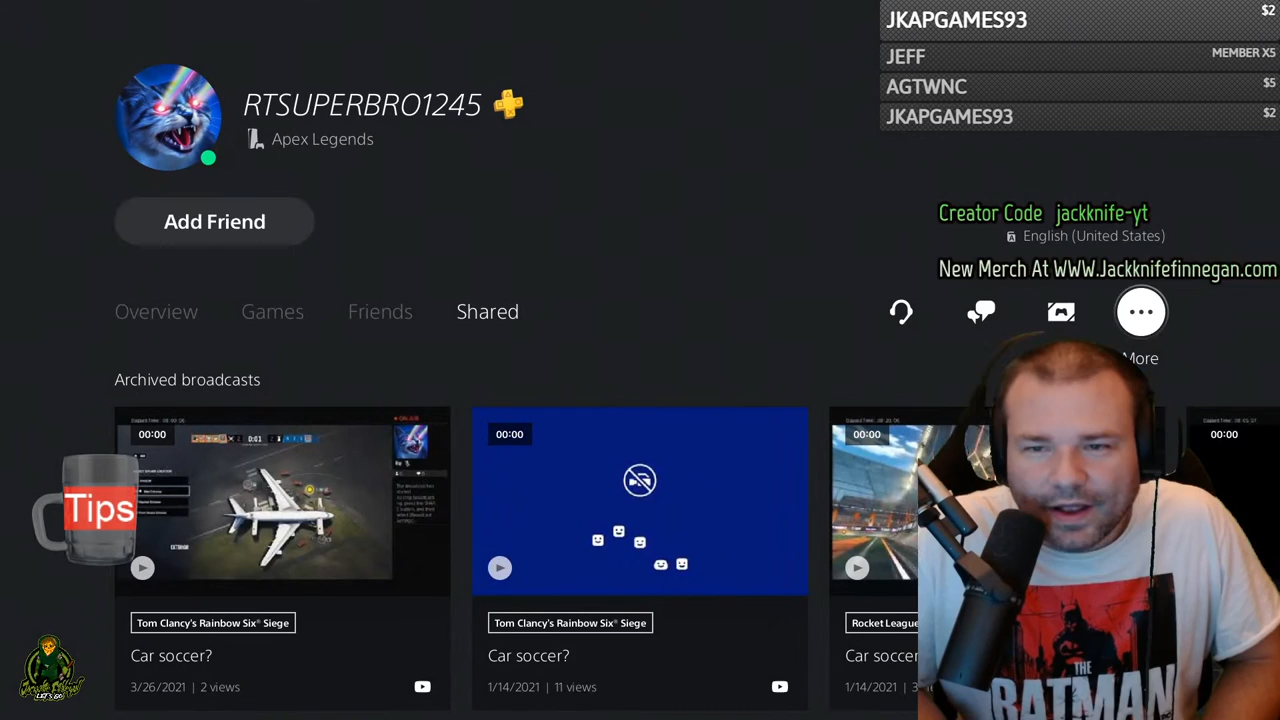 JKAPGAMES93 $2
JEFF MEMBER X5
AGTWNC $5
JKAPGAMES93 $2
RTSUPERBRO1245
Apex Legends
Add Friend
Creator Code jackknife-yt
English (United States)
New Merch At WWW.Jackknifefinnegan.com
Overview Games Friends Shared
More
Archived broadcasts
00:00
0:01
00:00
00:00
00:00
Tips
Tom Clancy's Rainbow Six® Siege
Tom Clancy's Rainbow Six® Siege
Rocket League
Car soccer?
Car soccer?
Car soccer?
3/26/2021 | 2 views
1/14/2021 | 11 views
1/14/2021 | 3
THE
BATMAN
LET'S GO